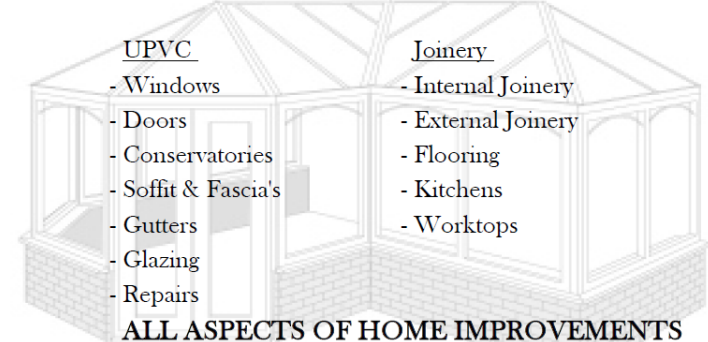 UPVC
- Windows
- Doors
- Conservatories
- Soffit & Fascia's
- Gutters
- Glazing
- Repairs
Joinery
- Internal Joinery
- External Joinery
- Flooring
- Kitchens
- Worktops
ALL ASPECTS OF HOME IMPROVEMENTS